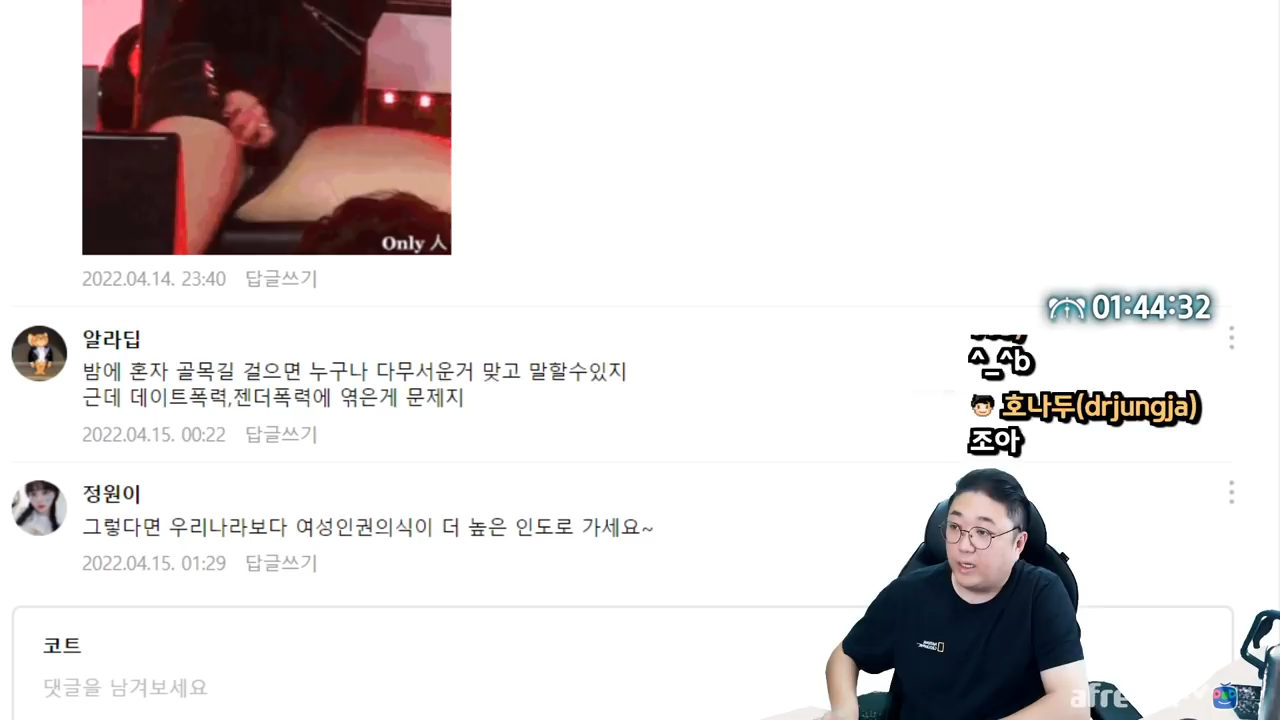 Only 人
2022.04.14. 23:40 답글쓰기
01:44:32
알라딥
밤에 혼자 골목길 걸으면 누구나 다무서운거 맞고 말할수있지
근데 데이트폭력,젠더폭력에 엮은게 문제지
2022.04.15. 00:22 답글쓰기
^_^b
호나두(drjungja)
조아
정원이
그렇다면 우리나라보다 여성인권의식이 더 높은 인도로 가세요~
2022.04.15. 01:29 답글쓰기
코트
댓글을 남겨보세요